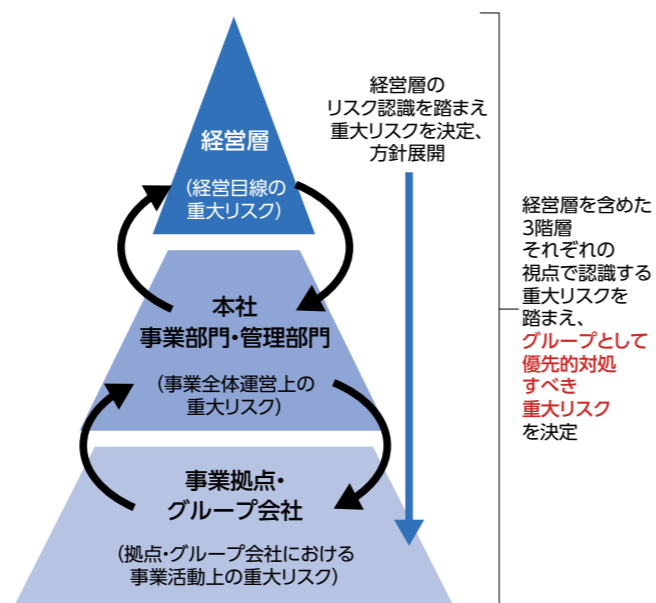 経営層
(経営目線の
重大リスク)
本社
事業部門・管理部門
(事業全体運営上の
重大リスク)
事業拠点・
グループ会社
(拠点・グループ会社における
事業活動上の重大リスク)
経営層の
リスク認識を踏まえ
重大リスクを決定、
方針展開
経営層を含めた
3階層
それぞれの
視点で認識する
重大リスクを
踏まえ、
グループとして
優先的対処
すべき
重大リスク
を決定